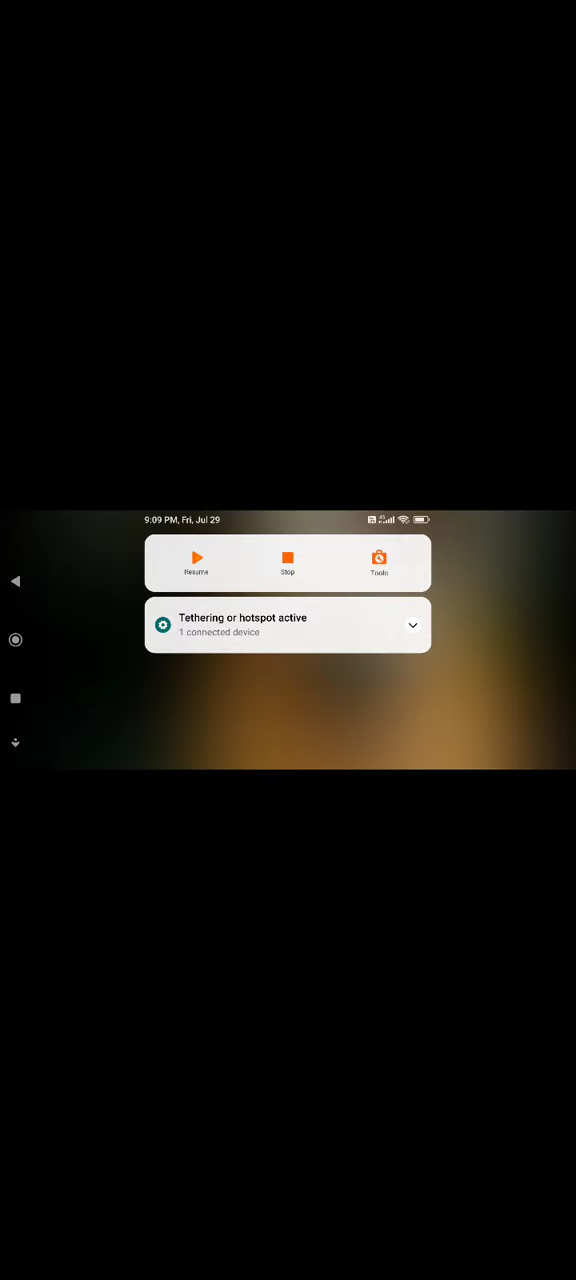 9:09 PM, Fri, Jul 29
Resume Stop Tools
Tethering or hotspot active
1 connected device